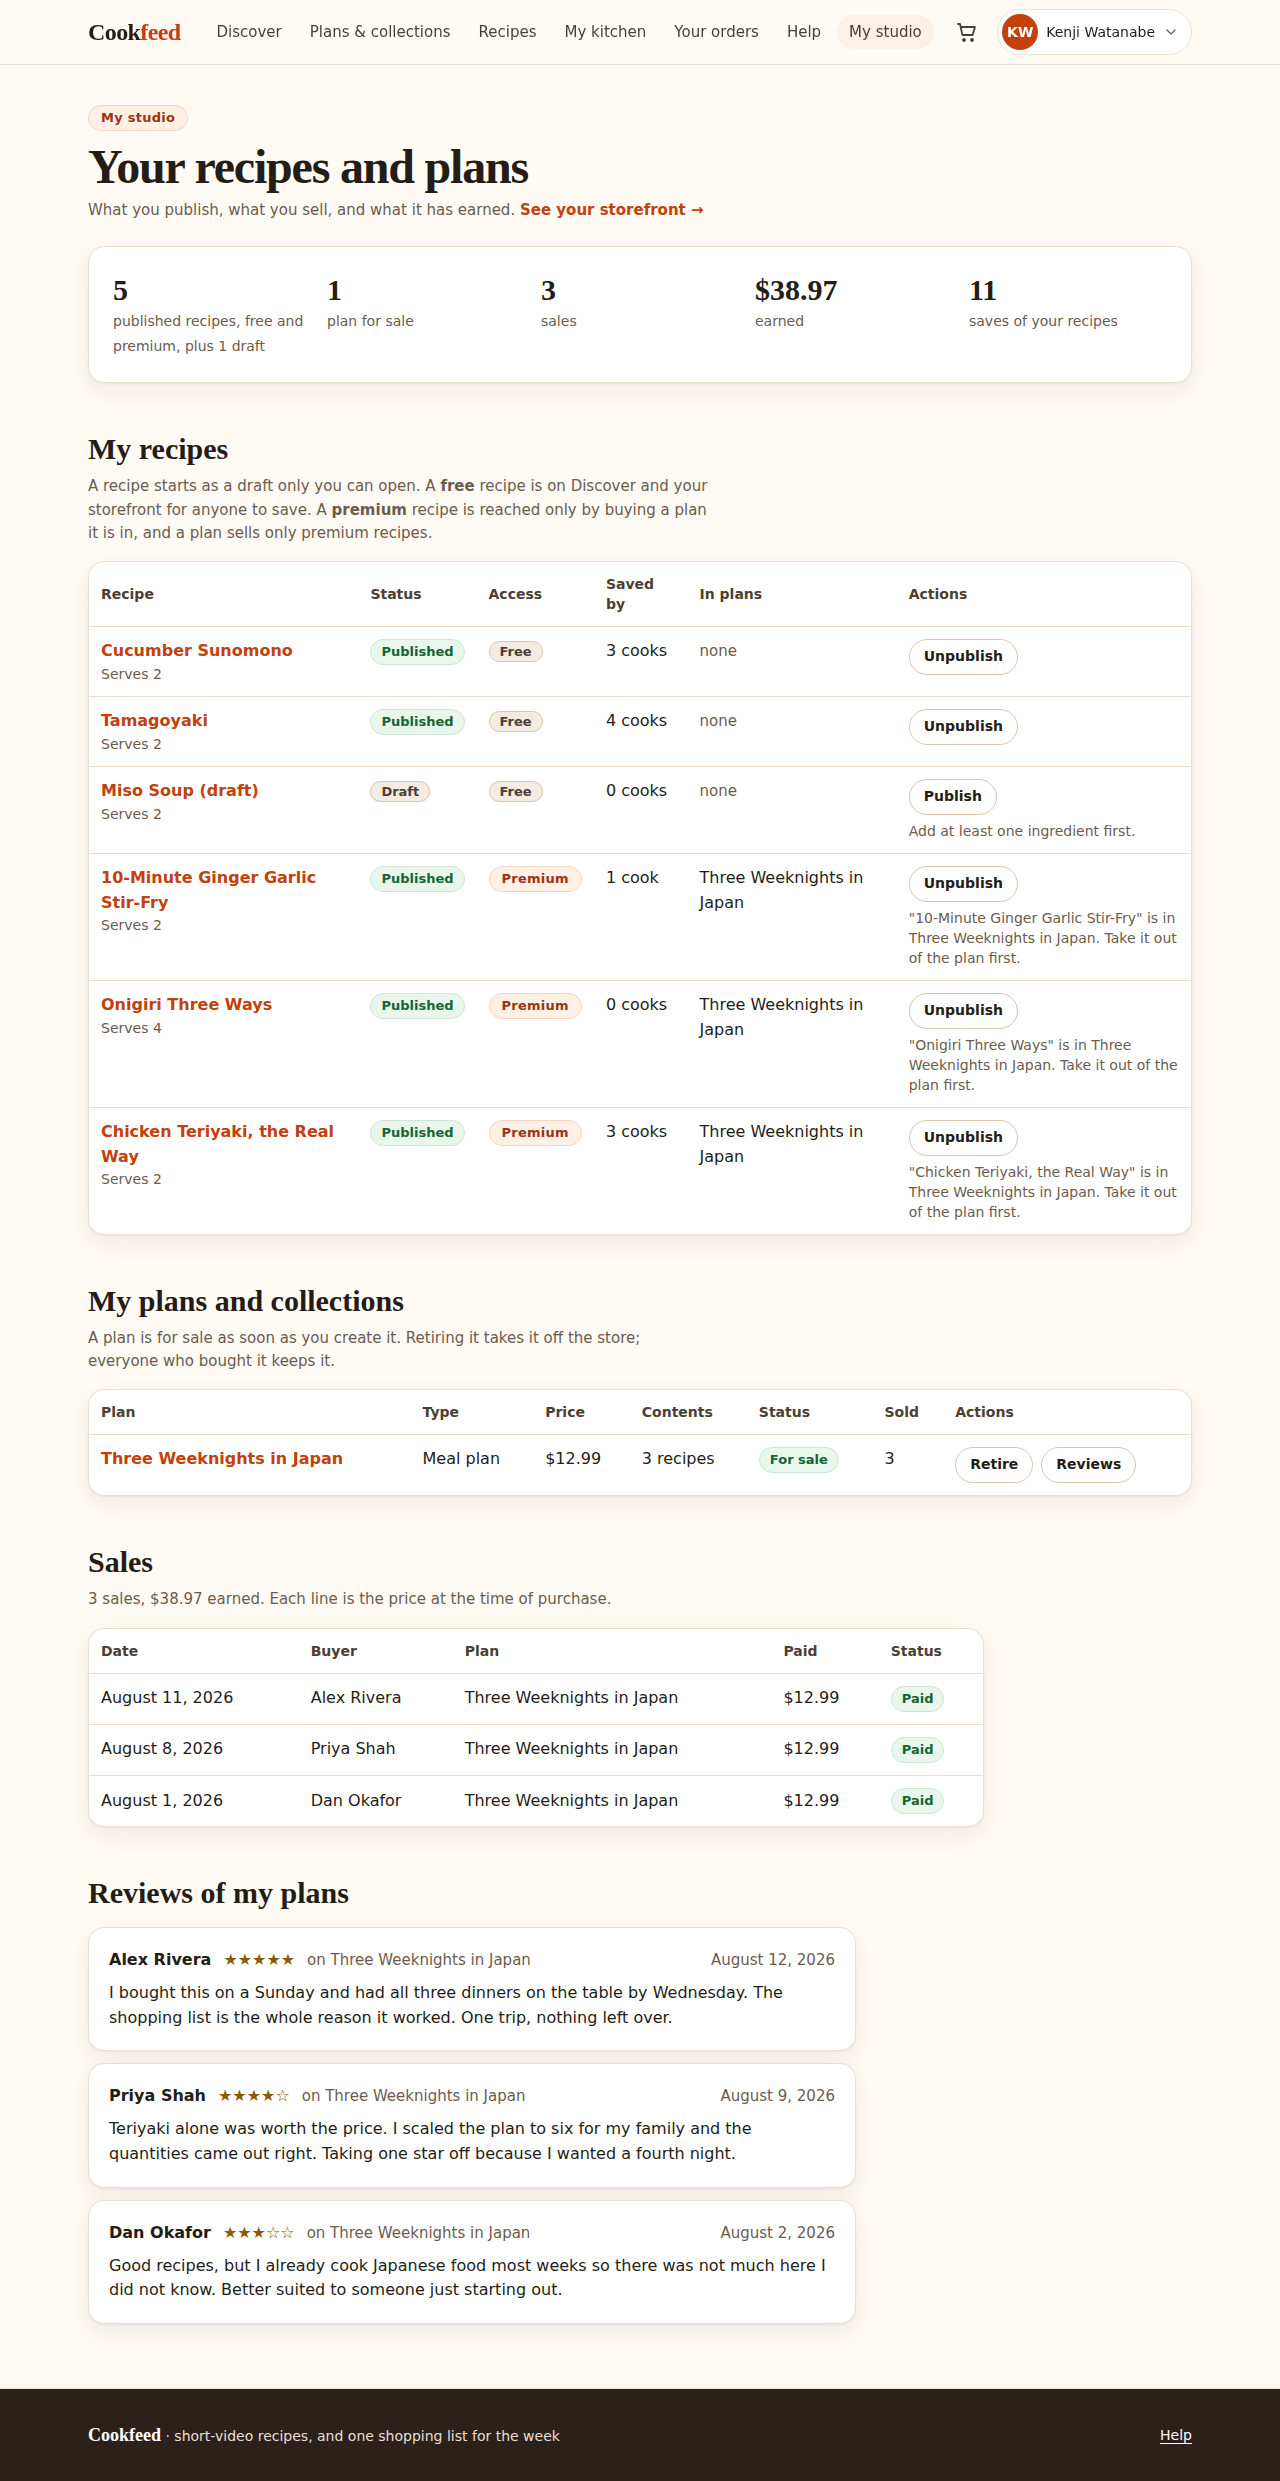 Cookfeed Discover Plans & collections Recipes My kitchen Your orders Help My studio KW Kenji Watanabe
My studio
Your recipes and plans
What you publish, what you sell, and what it has earned. See your storefront →
5 1 3 $38.97 11
published recipes, free and plan for sale sales earned saves of your recipes
premium, plus 1 draft
My recipes
A recipe starts as a draft only you can open. A free recipe is on Discover and your
storefront for anyone to save. A premium recipe is reached only by buying a plan
it is in, and a plan sells only premium recipes.
Recipe Status Access Saved by In plans Actions
Cucumber Sunomono Published Free 3 cooks none Unpublish
Serves 2
Tamagoyaki Published Free 4 cooks none Unpublish
Serves 2
Miso Soup (draft) Draft Free 0 cooks none Publish
Serves 2 Add at least one ingredient first.
10-Minute Ginger Garlic Published Premium 1 cook Three Weeknights in Unpublish
Stir-Fry Japan
Serves 2 "10-Minute Ginger Garlic Stir-Fry" is in
Three Weeknights in Japan. Take it out
of the plan first.
Onigiri Three Ways Published Premium 0 cooks Three Weeknights in Unpublish
Serves 4 Japan
"Onigiri Three Ways" is in Three
Weeknights in Japan. Take it out of the
plan first.
Chicken Teriyaki, the Real Published Premium 3 cooks Three Weeknights in Unpublish
Way Japan
Serves 2 "Chicken Teriyaki, the Real Way" is in
Three Weeknights in Japan. Take it out
of the plan first.
My plans and collections
A plan is for sale as soon as you create it. Retiring it takes it off the store;
everyone who bought it keeps it.
Plan Type Price Contents Status Sold Actions
Three Weeknights in Japan Meal plan $12.99 3 recipes For sale 3 Retire Reviews
Sales
3 sales, $38.97 earned. Each line is the price at the time of purchase.
Date Buyer Plan Paid Status
August 11, 2026 Alex Rivera Three Weeknights in Japan $12.99 Paid
August 8, 2026 Priya Shah Three Weeknights in Japan $12.99 Paid
August 1, 2026 Dan Okafor Three Weeknights in Japan $12.99 Paid
Reviews of my plans
Alex Rivera ★★★★★ on Three Weeknights in Japan August 12, 2026
I bought this on a Sunday and had all three dinners on the table by Wednesday. The
shopping list is the whole reason it worked. One trip, nothing left over.
Priya Shah ★★★★☆ on Three Weeknights in Japan August 9, 2026
Teriyaki alone was worth the price. I scaled the plan to six for my family and the
quantities came out right. Taking one star off because I wanted a fourth night.
Dan Okafor ★★★☆☆ on Three Weeknights in Japan August 2, 2026
Good recipes, but I already cook Japanese food most weeks so there was not much here I
did not know. Better suited to someone just starting out.
Cookfeed · short-video recipes, and one shopping list for the week Help